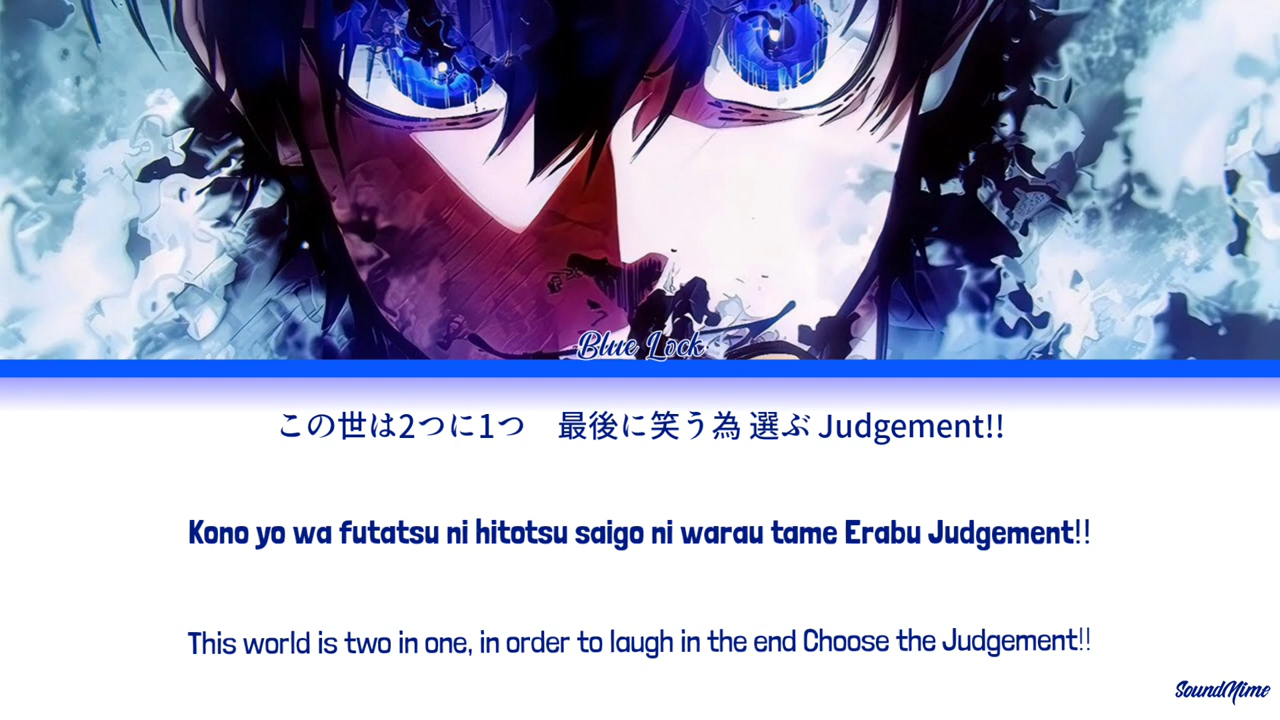 Blue Lock
この世は2つに1つ　最後に笑う為 選ぶ Judgement!!
Kono yo wa futatsu ni hitotsu saigo ni warau tame Erabu Judgement!!
This world is two in one, in order to laugh in the end Choose the Judgement!!
SoundMime